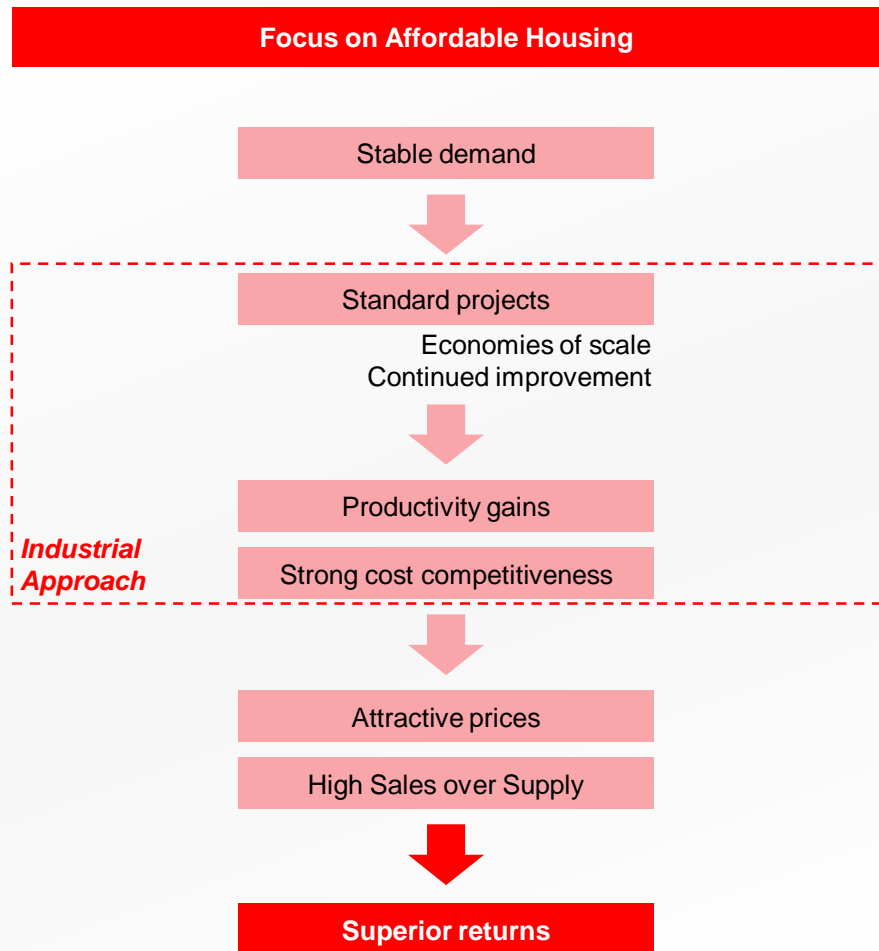 Focus on Affordable Housing
Stable demand
Standard projects
Economies of scale
Continued improvement
Productivity gains
Industrial
Approach
Strong cost competitiveness
Attractive prices
High Sales over Supply
Superior returns